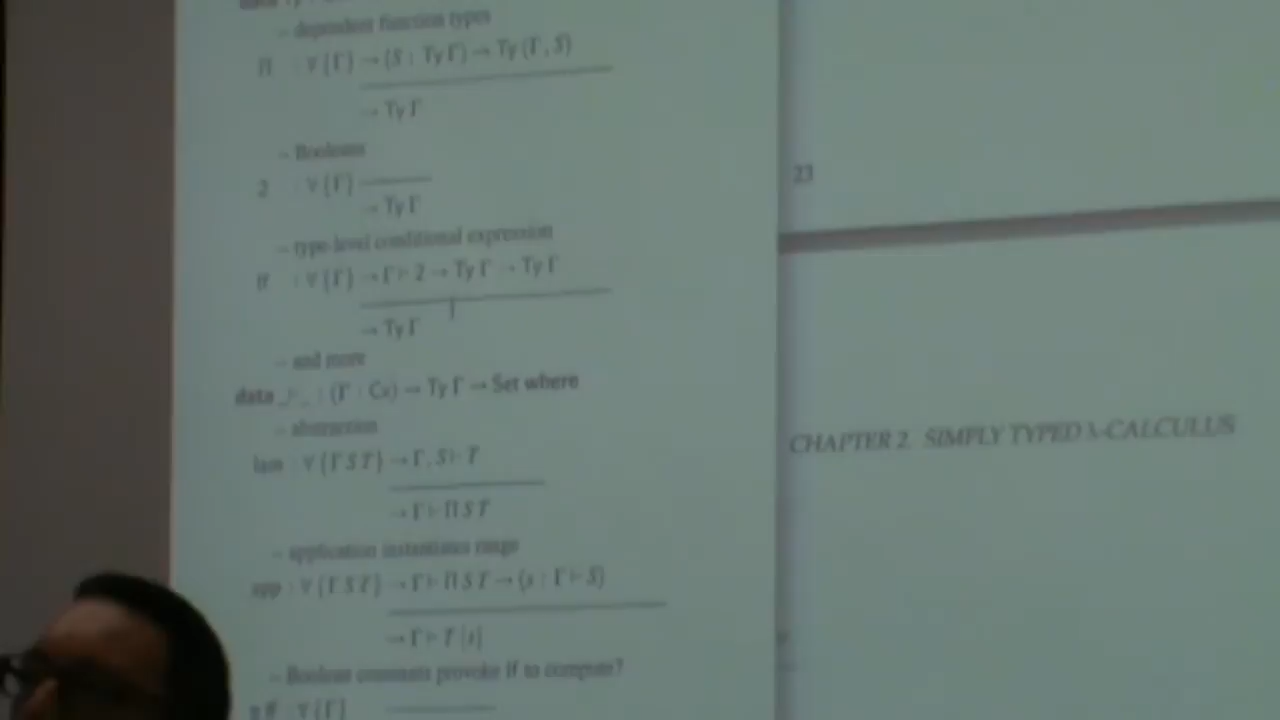 – dependent function types
Π : ∀ {Γ} → (S : Ty Γ) → Ty (Γ , S)
→ Ty Γ
– Booleans
2 : ∀ {Γ}
→ Ty Γ
– type-level conditional expression
If : ∀ {Γ} → Γ ⊢ 2 → Ty Γ → Ty Γ
→ Ty Γ
– and more
data _⊢_ : (Γ : Cx) → Ty Γ → Set where
– abstraction
lam : ∀ {Γ S T} → Γ , S ⊢ T
→ Γ ⊢ Π S T
– application instantiates range
app : ∀ {Γ S T} → Γ ⊢ Π S T → (s : Γ ⊢ S)
→ Γ ⊢ T [s]
– Boolean constants provoke If to compute?
tt ff : ∀ {Γ}
23
CHAPTER 2. SIMPLY TYPED λ-CALCULUS